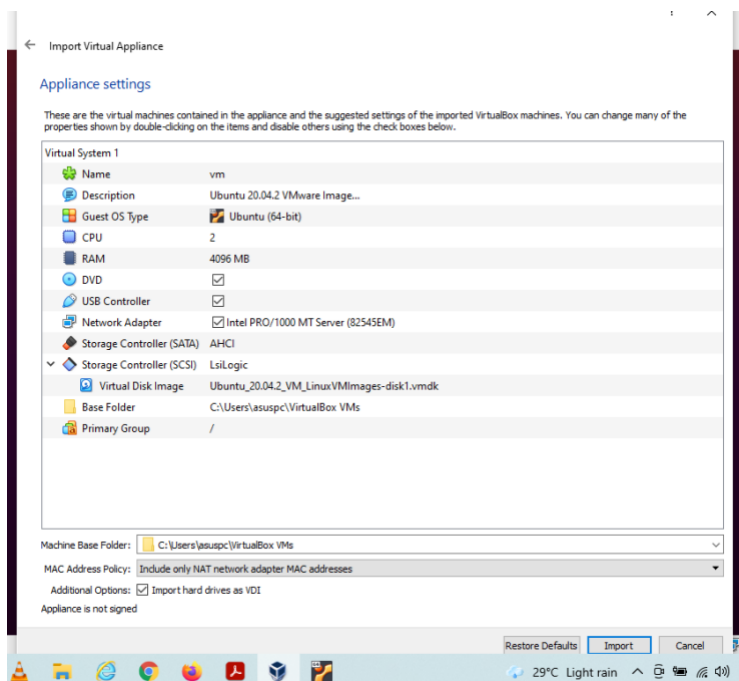 Import Virtual Appliance
Appliance settings
These are the virtual machines contained in the appliance and the suggested settings of the imported VirtualBox machines. You can change many of the
properties shown by double-clicking on the items and disable others using the check boxes below.
Virtual System 1
Name vm
Description Ubuntu 20.04.2 VMware Image...
Guest OS Type Ubuntu (64-bit)
CPU 2
RAM 4096 MB
DVD
USB Controller
Network Adapter Intel PRO/1000 MT Server (82545EM)
Storage Controller (SATA) AHCI
Storage Controller (SCSI) LsiLogic
Virtual Disk Image Ubuntu_20.04.2_VM_LinuxVMImages-disk1.vmdk
Base Folder C:\Users\asuspc\VirtualBox VMs
Primary Group /
Machine Base Folder: C:\Users\asuspc\VirtualBox VMs
MAC Address Policy: Include only NAT network adapter MAC addresses
Additional Options: Import hard drives as VDI
Appliance is not signed
Restore Defaults Import Cancel
29°C Light rain